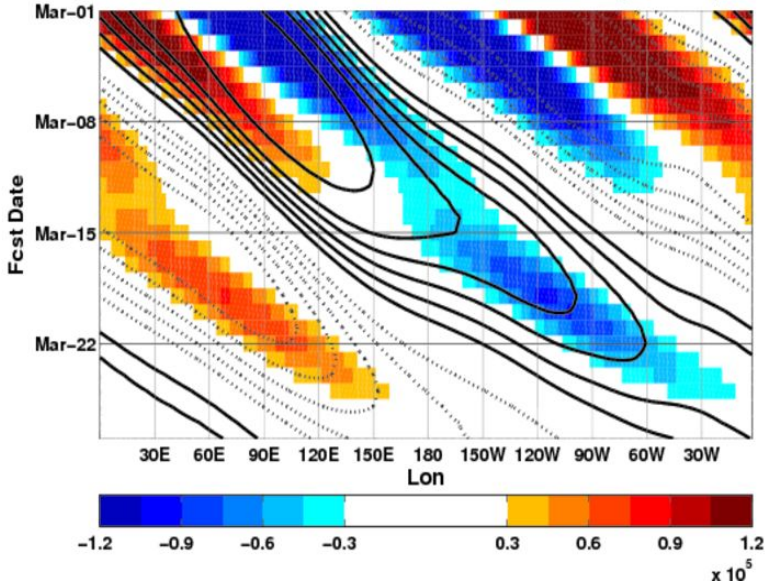 Mar-01
Mar-08
Mar-15
Mar-22
Fcst Date
30E 60E 90E 120E 150E 180 150W 120W 90W 60W 30W
Lon
-1.2 -0.9 -0.6 -0.3 0.3 0.6 0.9 1.2
x 10^5